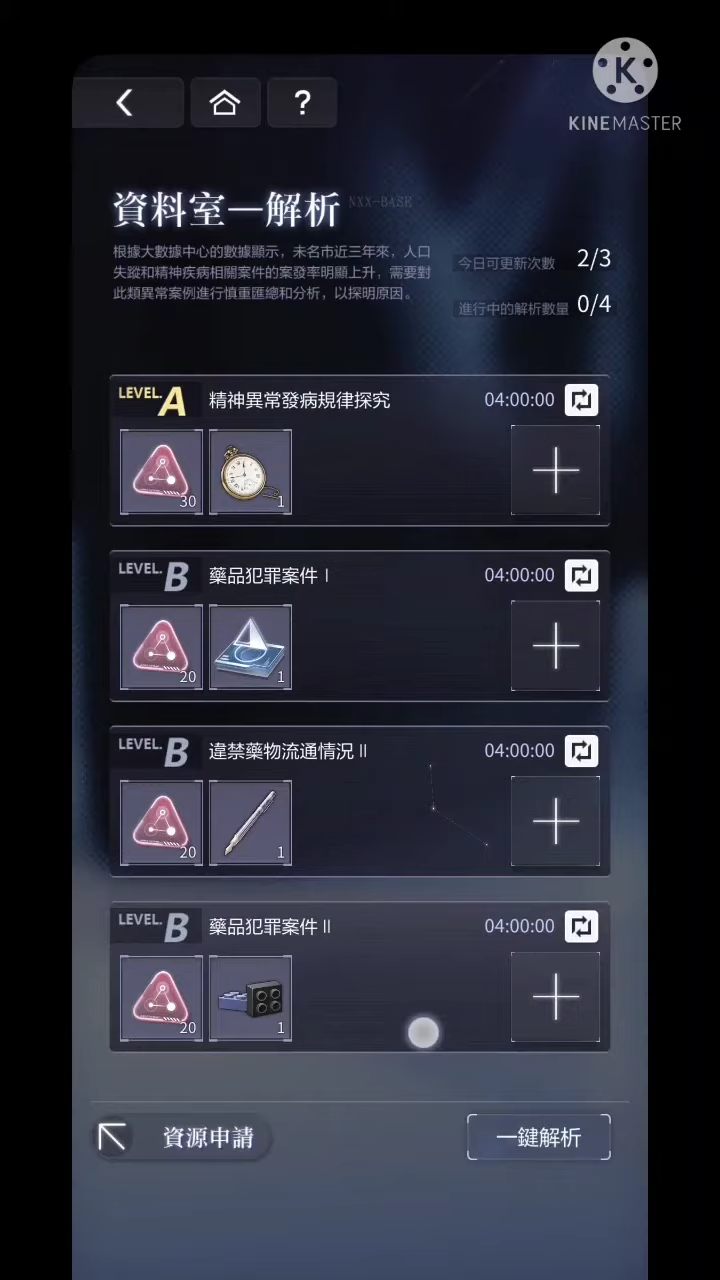 KINEMASTER
?
資料室—解析 NXX-BASE
根據大數據中心的數據顯示，未名市近三年來，人口
失蹤和精神疾病相關案件的案發率明顯上升，需要對
此類異常案例進行慎重匯總和分析，以探明原因。
今日可更新次數 2/3
進行中的解析數量 0/4
LEVEL.A 精神異常發病規律探究 04:00:00
30 1
LEVEL.B 藥品犯罪案件 I 04:00:00
20 1
LEVEL.B 違禁藥物流通情況 II 04:00:00
20 1
LEVEL.B 藥品犯罪案件 II 04:00:00
20 1
資源申請 一鍵解析